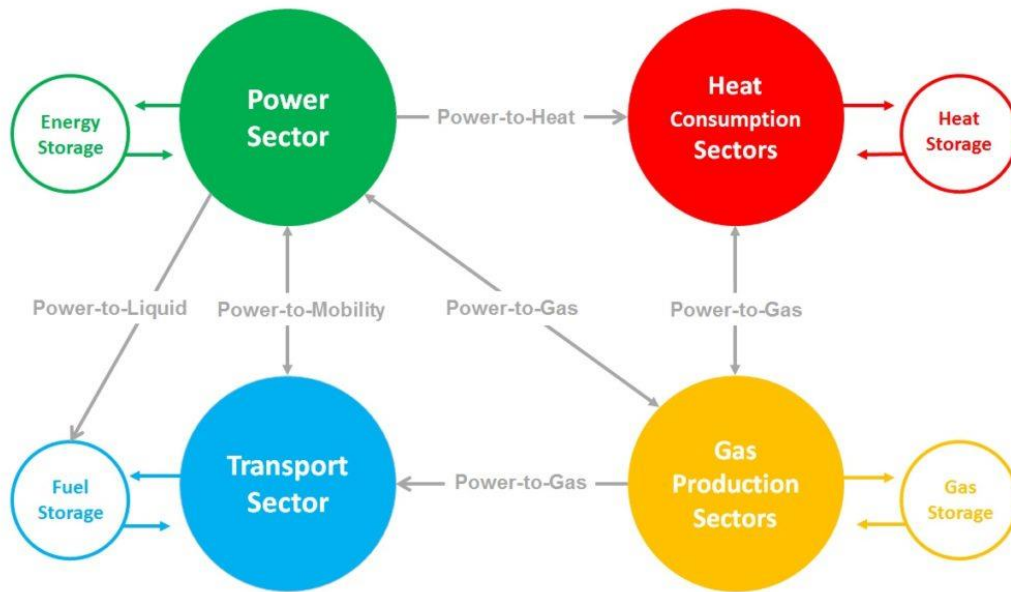 Power
Sector
Energy
Storage
Power-to-Heat
Heat
Consumption
Sectors
Heat
Storage
Power-to-Liquid
Power-to-Mobility
Power-to-Gas
Power-to-Gas
Fuel
Storage
Transport
Sector
Power-to-Gas
Gas
Production
Sectors
Gas
Storage